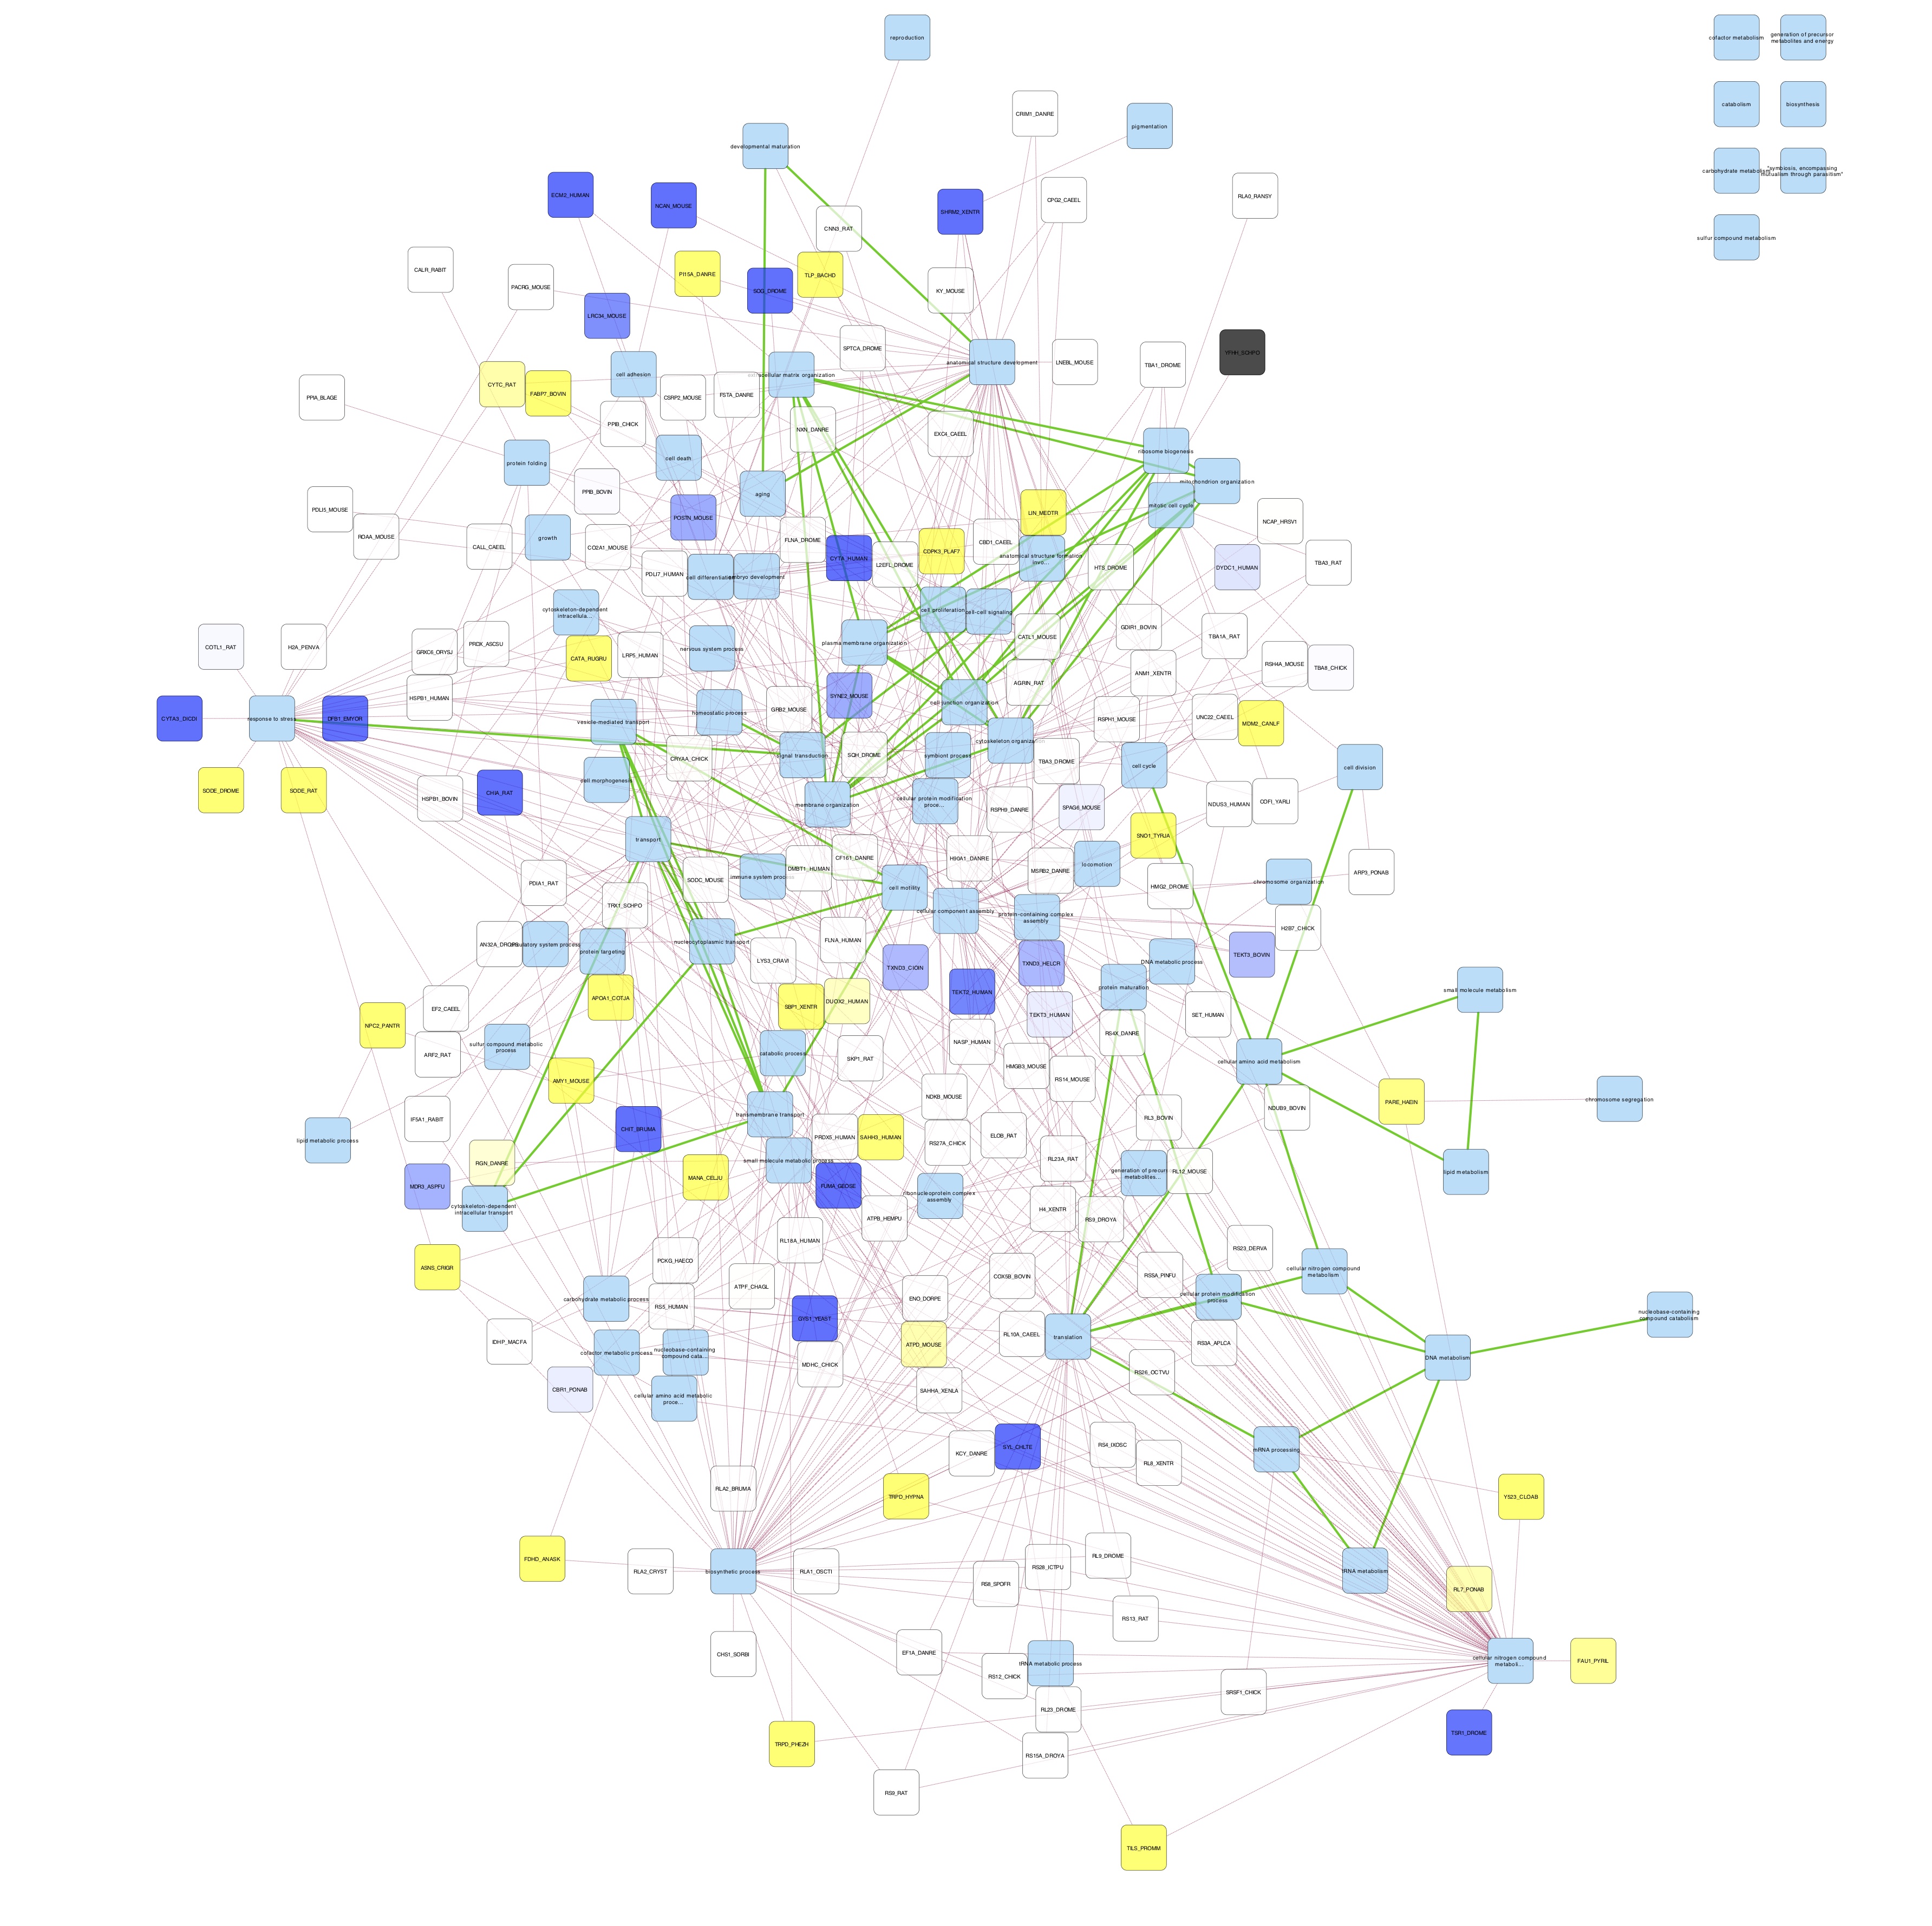 reproduction
cofactor metabolism
generation of precursor
metabolites and energy
catabolism
biosynthesis
CRIM1_DANRE
pigmentation
developmental maturation
carbohydrate metabolism
"symbiosis, encompassing
mutualism through parasitism"
ECM2_HUMAN
NCAN_MOUSE
SHRM2_XENTR
CPG2_CAEEL
RLA0_RANSY
CNN3_RAT
sulfur compound metabolism
CALR_RABIT
PACRG_MOUSE
PI15A_DANRE
TLP_BACHD
SOG_DROME
KY_MOUSE
LRC34_MOUSE
SPTCA_DROME
YFHH_SCHPO
anatomical structure development
LNEBL_MOUSE
TBA1_DROME
cell adhesion
extracellular matrix organization
CYTC_RAT
FABP7_BOVIN
PPIA_BLAGE
CSRP2_MOUSE
FSTA_DANRE
PPIB_CHICK
NXN_DANRE
EXC4_CAEEL
ribosome biogenesis
protein folding
cell death
mitochondrion organization
PPIB_BOVIN
aging
mitotic cell cycle
PDLI5_MOUSE
LIN_MEDTR
POSTN_MOUSE
NCAP_HRSV1
ROAA_MOUSE
growth
CALL_CAEEL
CO2A1_MOUSE
FLNA_DROME
CYTA_HUMAN
CDPK3_PLAF7
CBD1_CAEEL
anatomical structure formation
invo...
L2EFL_DROME
HTS_DROME
DYDC1_HUMAN
TBA3_RAT
PDLI7_HUMAN
cell differentiation
embryo development
cytoskeleton-dependent
intracellula...
cell proliferation
cell-cell signaling
GDIR1_BOVIN
TBA1A_RAT
COTL1_RAT
H2A_PENVA
GRXC6_ORYSJ
PRDX_ASCSU
CATA_RUGRU
LRP5_HUMAN
nervous system process
plasma membrane organization
CATL1_MOUSE
RSH4A_MOUSE
TBA8_CHICK
ANM1_XENTR
AGRIN_RAT
HSPB1_HUMAN
SYNE2_MOUSE
CYTA3_DICDI
response to stress
DFB1_EMYOR
vesicle-mediated transport
homeostatic process
GRB2_MOUSE
cell junction organization
RSPH1_MOUSE
UNC22_CAEEL
MDM2_CANLF
cytoskeleton organization
CRYAA_CHICK
signal transduction
SQH_DROME
symbiont process
TBA3_DROME
cell cycle
cell division
SODE_DROME
SODE_RAT
CHIA_RAT
cell morphogenesis
HSPB1_BOVIN
membrane organization
cellular protein modification
proce...
RSPH9_DANRE
SPAG6_MOUSE
NDUS3_HUMAN
COFI_YARLI
SNO1_TYRJA
transport
PDIA1_RAT
SODC_MOUSE
immune system process
DMBT1_HUMAN
CF161_DANRE
H90A1_DANRE
MSRB2_DANRE
locomotion
ARP3_PONAB
cell motility
HMG2_DROME
chromosome organization
TRX1_SCHPO
cellular component assembly
protein-containing complex
assembly
H2B7_CHICK
circulatory system process
protein targeting
nucleocytoplasmic transport
FLNA_HUMAN
TEKT3_BOVIN
LYS3_CRAVI
TXND3_CIOIN
TXND3_HELCR
DNA metabolic process
APOA1_COTJA
SBP1_XENTR
DUOX2_HUMAN
TEKT2_HUMAN
protein maturation
small molecule metabolism
EF2_CAEEL
TEKT3_HUMAN
SET_HUMAN
NPC2_PANTR
RS4X_DANRE
sulfur compound metabolic
process
catabolic process
NASP_HUMAN
ARF2_RAT
SKP1_RAT
HMGB3_MOUSE
RS14_MOUSE
cellular amino acid metabolism
AMY1_MOUSE
NDKB_MOUSE
NDUB9_BOVIN
PARE_HAEIN
chromosome segregation
IF5A1_RABIT
transmembrane transport
RL3_BOVIN
lipid metabolic process
CHIT_BRUMA
PRDX5_HUMAN
SAHH3_HUMAN
RS27A_CHICK
ELOB_RAT
RGN_DANRE
small molecule metabolic process
RL23A_RAT
generation of precursor
metabolites...
RL12_MOUSE
lipid metabolism
MDR3_ASPFU
MANA_CELJU
FUMA_GEOSE
ribonucleoprotein complex
assembly
cytoskeleton-dependent
intracellular transport
ATPB_HEMPU
H4_XENTR
RS9_DROYA
RL18A_HUMAN
RS23_DERVA
ASNS_CRIGR
PCKG_HAECO
COX5B_BOVIN
RSSA_PINFU
cellular nitrogen compound
metabolism
ATPF_CHAGL
carbohydrate metabolic process
RS5_HUMAN
ENO_DORPE
cellular protein modification
process
nucleobase-containing
compound catabolism
GYS1_YEAST
RL10A_CAEEL
translation
IDHP_MACFA
ATPD_MOUSE
RS3A_APLCA
cofactor metabolic process
nucleobase-containing
compound cata...
MDHC_CHICK
DNA metabolism
RS26_OCTVU
CBR1_PONAB
cellular amino acid metabolic
proce...
SAHHA_XENLA
KCY_DANRE
SYL_CHLTE
RS4_IXOSC
mRNA processing
RL8_XENTR
RLA2_BRUMA
TRPD_HYPNA
Y523_CLOAB
FDHD_ANASK
RLA2_CRYST
biosynthetic process
RLA1_OSCTI
RS8_SPOFR
RS28_ICTPU
RL9_DROME
tRNA metabolism
RL7_PONAB
RS13_RAT
CHS1_SORBI
EF1A_DANRE
tRNA metabolic process
RS12_CHICK
cellular nitrogen compound
metaboli...
FAU1_PYRIL
SRSF1_CHICK
RL23_DROME
TSR1_DROME
TRPD_PHEZH
RS15A_DROYA
RS9_RAT
TILS_PROMM